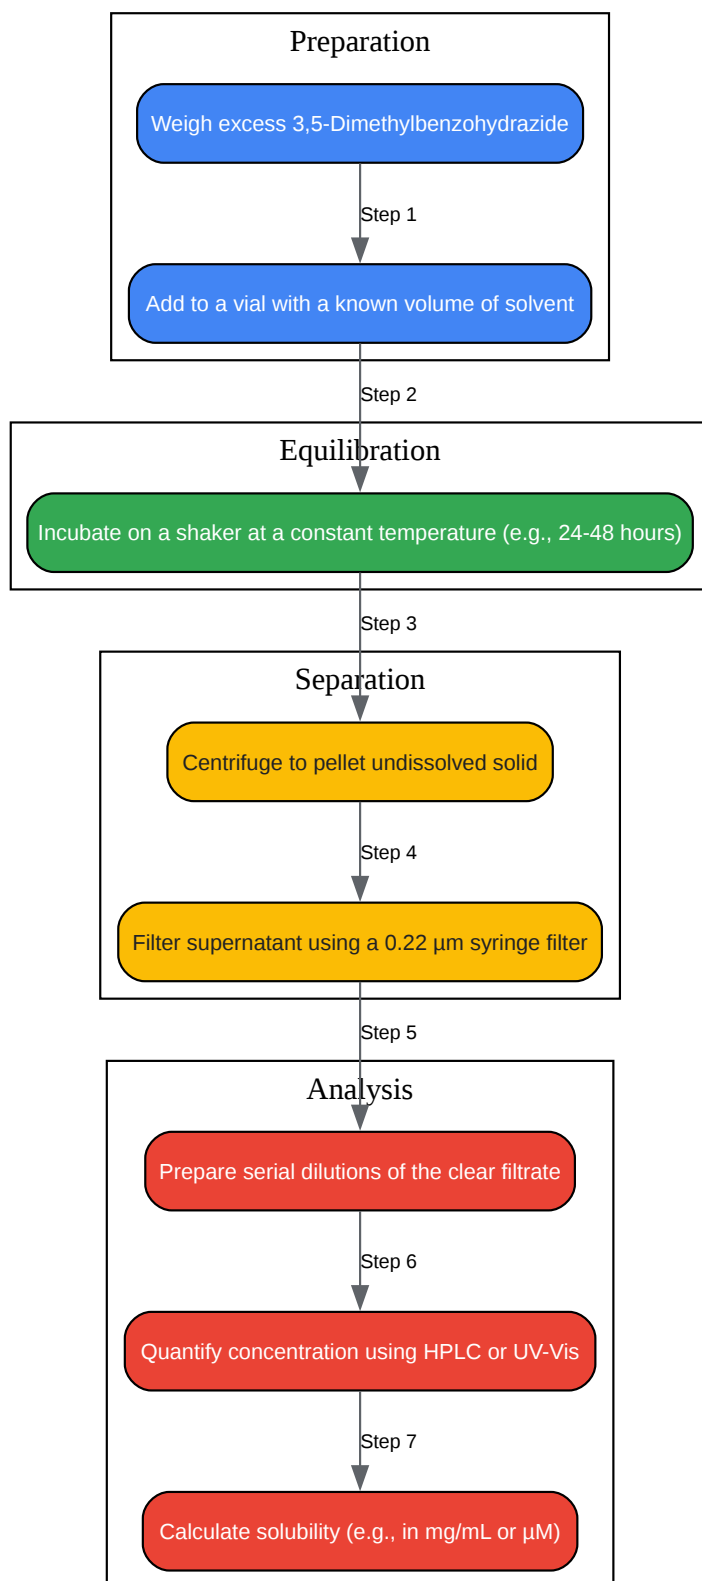 Preparation
Weigh excess 3,5-Dimethylbenzohydrazide
Step 1
Add to a vial with a known volume of solvent
Step 2
Equilibration
Incubate on a shaker at a constant temperature (e.g., 24-48 hours)
Step 3
Separation
Centrifuge to pellet undissolved solid
Step 4
Filter supernatant using a 0.22 µm syringe filter
Step 5
Analysis
Prepare serial dilutions of the clear filtrate
Step 6
Quantify concentration using HPLC or UV-Vis
Step 7
Calculate solubility (e.g., in mg/mL or µM)